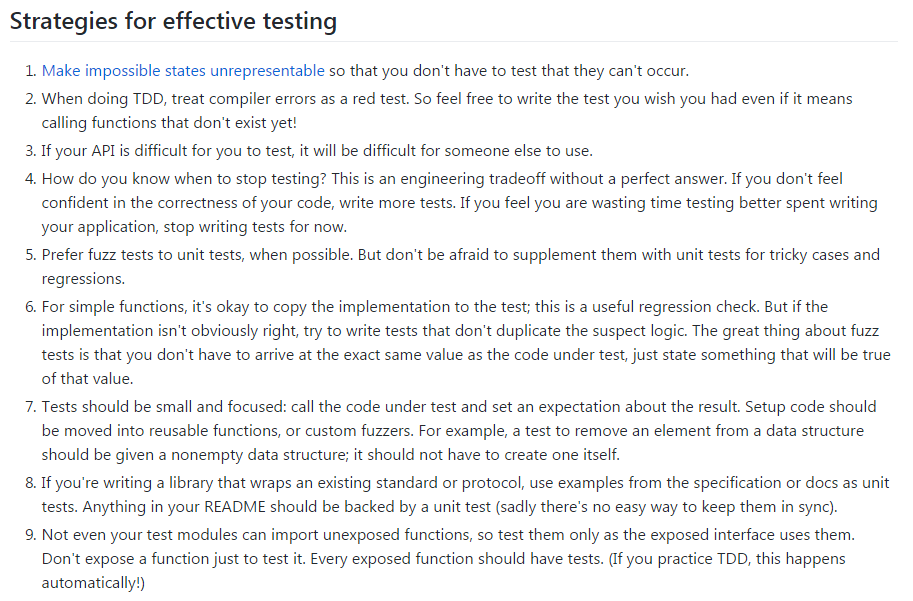 Strategies for effective testing
1. Make impossible states unrepresentable so that you don't have to test that they can't occur.
2. When doing TDD, treat compiler errors as a red test. So feel free to write the test you wish you had even if it means
calling functions that don't exist yet!
3. If your API is difficult for you to test, it will be difficult for someone else to use.
4. How do you know when to stop testing? This is an engineering tradeoff without a perfect answer. If you don't feel
confident in the correctness of your code, write more tests. If you feel you are wasting time testing better spent writing
your application, stop writing tests for now.
5. Prefer fuzz tests to unit tests, when possible. But don't be afraid to supplement them with unit tests for tricky cases and
regressions.
6. For simple functions, it's okay to copy the implementation to the test; this is a useful regression check. But if the
implementation isn't obviously right, try to write tests that don't duplicate the suspect logic. The great thing about fuzz
tests is that you don't have to arrive at the exact same value as the code under test, just state something that will be true
of that value.
7. Tests should be small and focused: call the code under test and set an expectation about the result. Setup code should
be moved into reusable functions, or custom fuzzers. For example, a test to remove an element from a data structure
should be given a nonempty data structure; it should not have to create one itself.
8. If you're writing a library that wraps an existing standard or protocol, use examples from the specification or docs as unit
tests. Anything in your README should be backed by a unit test (sadly there's no easy way to keep them in sync).
9. Not even your test modules can import unexposed functions, so test them only as the exposed interface uses them.
Don't expose a function just to test it. Every exposed function should have tests. (If you practice TDD, this happens
automatically!)